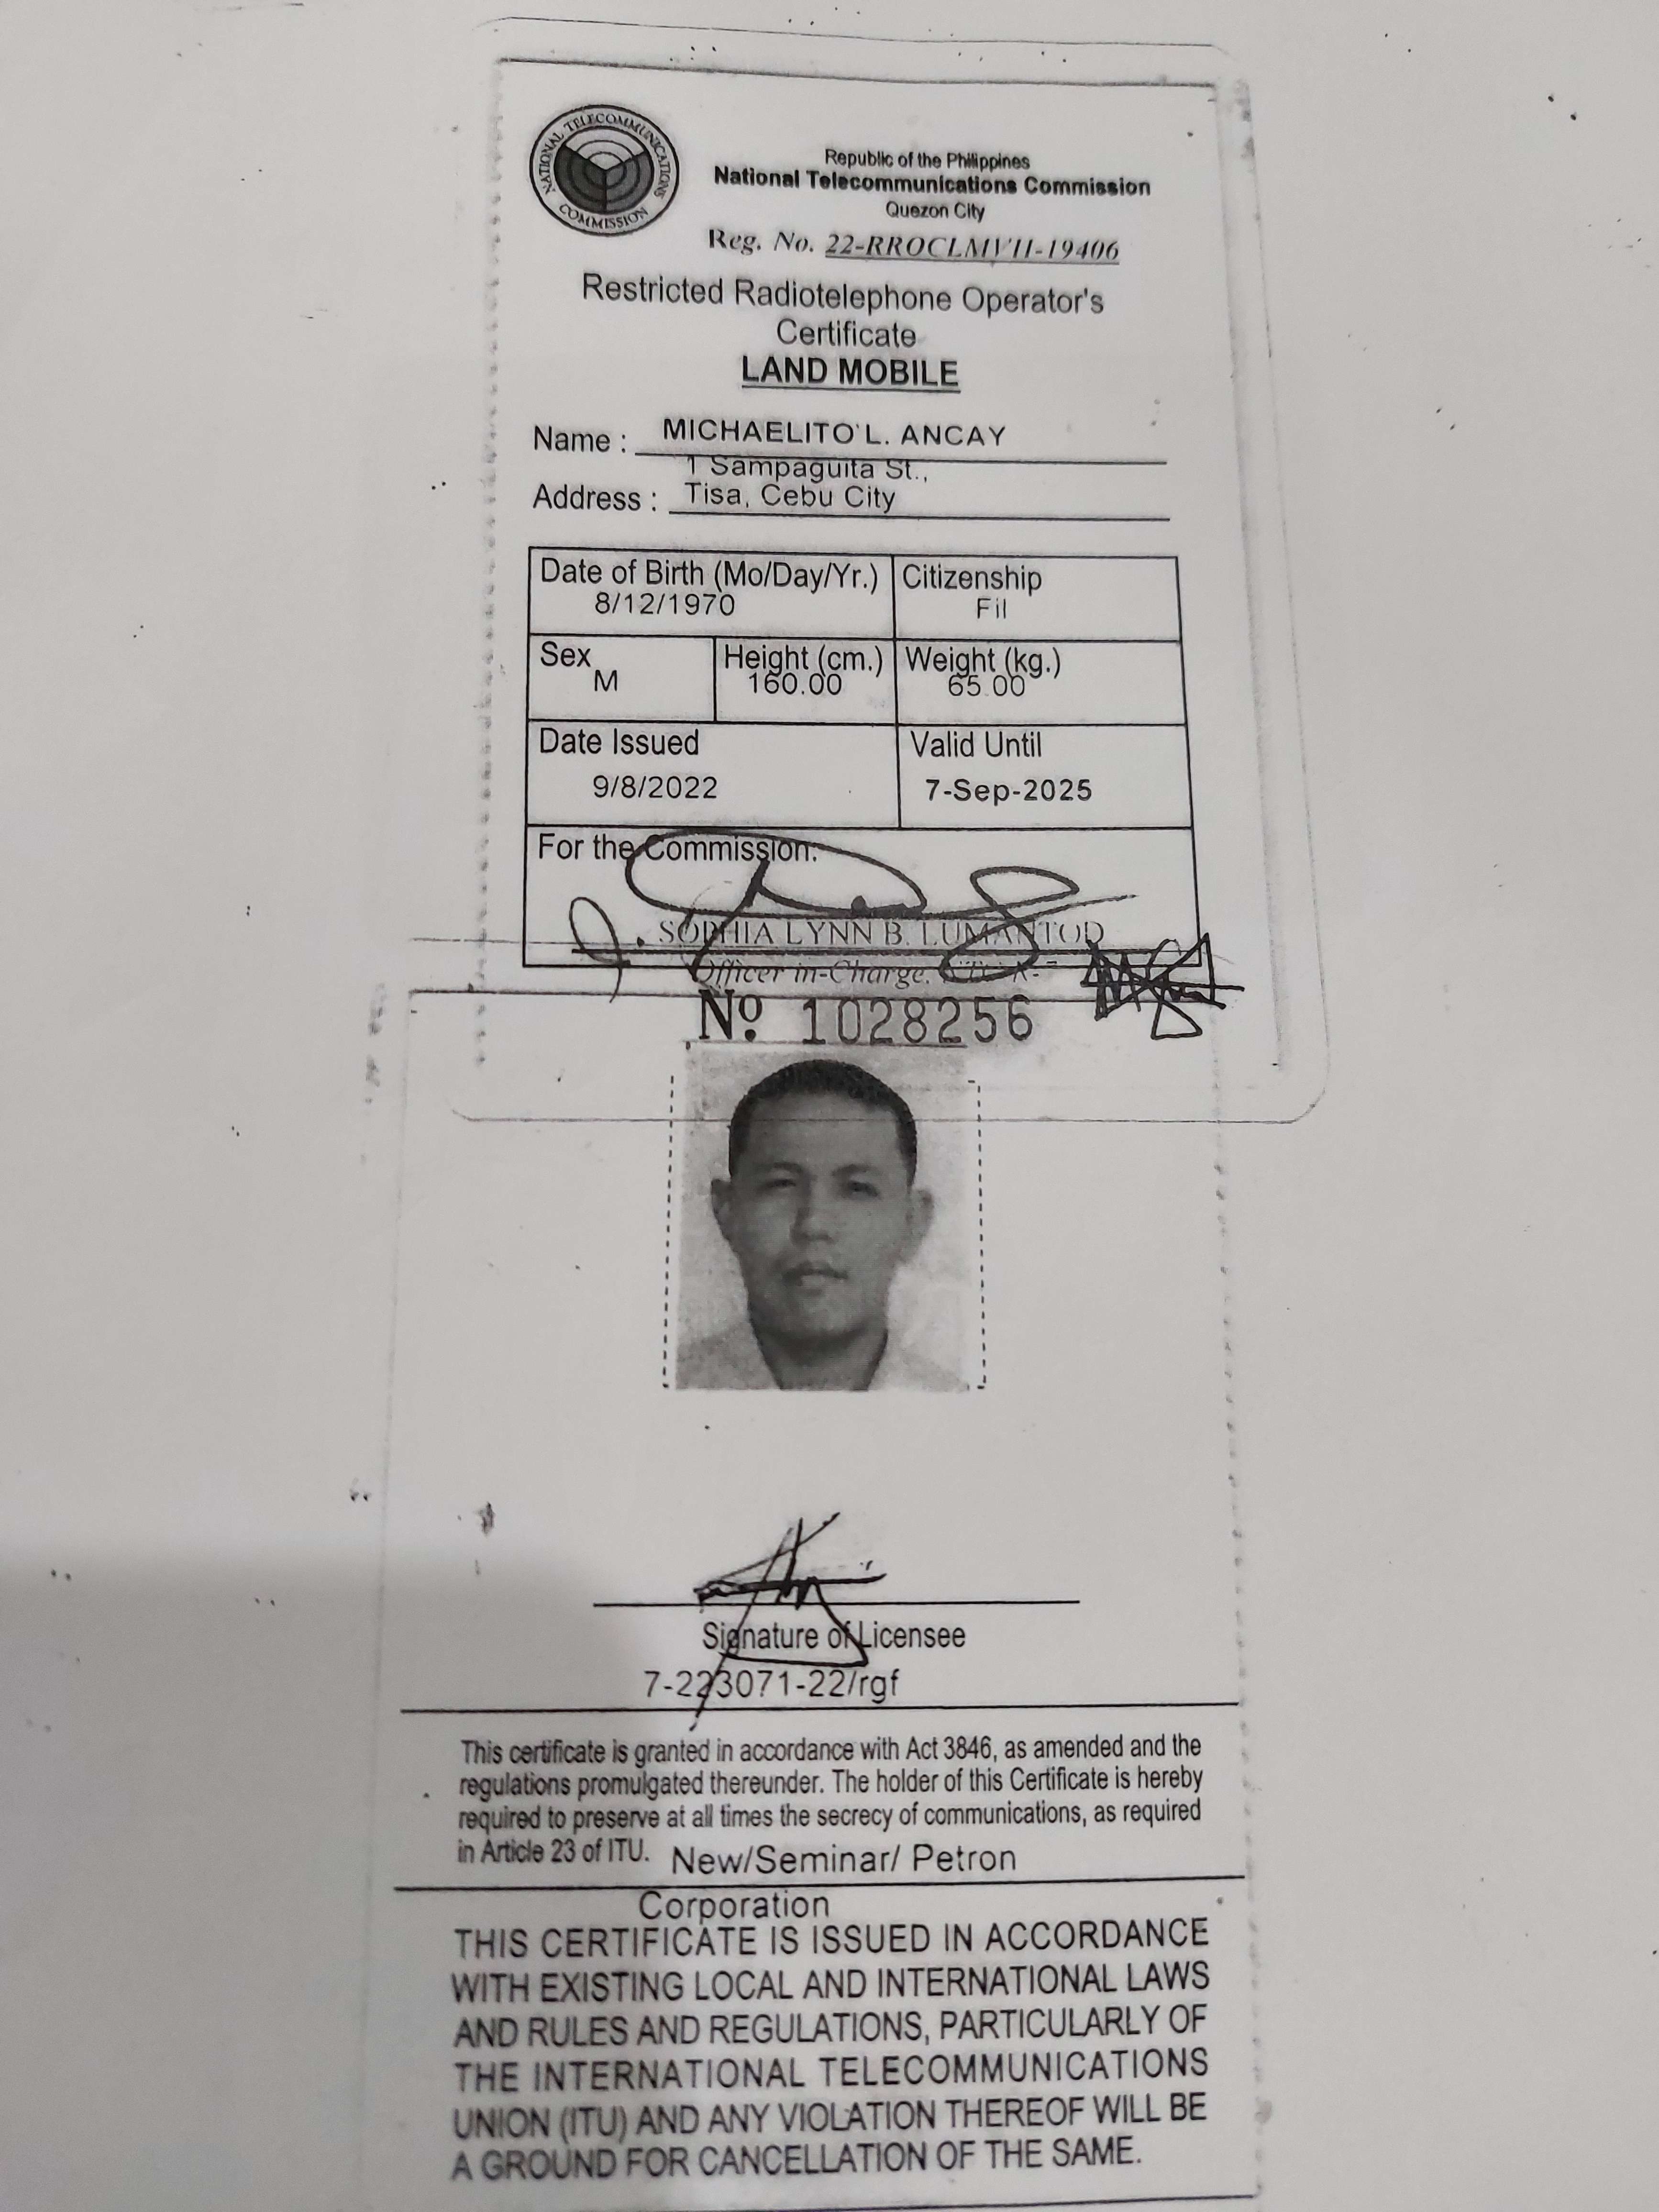 NATIONAL TELECOMMUNICATIONS COMMISSION
Republic of the Philippines
National Telecommunications Commission
Quezon City
Reg. No. 22-RROCLMVII-19406
Restricted Radiotelephone Operator's
Certificate
LAND MOBILE
Name : MICHAELITO L. ANCAY
1 Sampaguita St.,
Address : Tisa, Cebu City
Date of Birth (Mo/Day/Yr.) Citizenship
8/12/1970 Fil
Sex Height (cm.) Weight (kg.)
M 160.00 65.00
Date Issued Valid Until
9/8/2022 7-Sep-2025
For the Commission:
SOPHIA LYNN B. LUMANTOD
Officer in-Charge,
Nº 1028256
Signature of Licensee
7-223071-22/rgf
This certificate is granted in accordance with Act 3846, as amended and the
regulations promulgated thereunder. The holder of this Certificate is hereby
required to preserve at all times the secrecy of communications, as required
in Article 23 of ITU. New/Seminar/ Petron
Corporation
THIS CERTIFICATE IS ISSUED IN ACCORDANCE
WITH EXISTING LOCAL AND INTERNATIONAL LAWS
AND RULES AND REGULATIONS, PARTICULARLY OF
THE INTERNATIONAL TELECOMMUNICATIONS
UNION (ITU) AND ANY VIOLATION THEREOF WILL BE
A GROUND FOR CANCELLATION OF THE SAME.